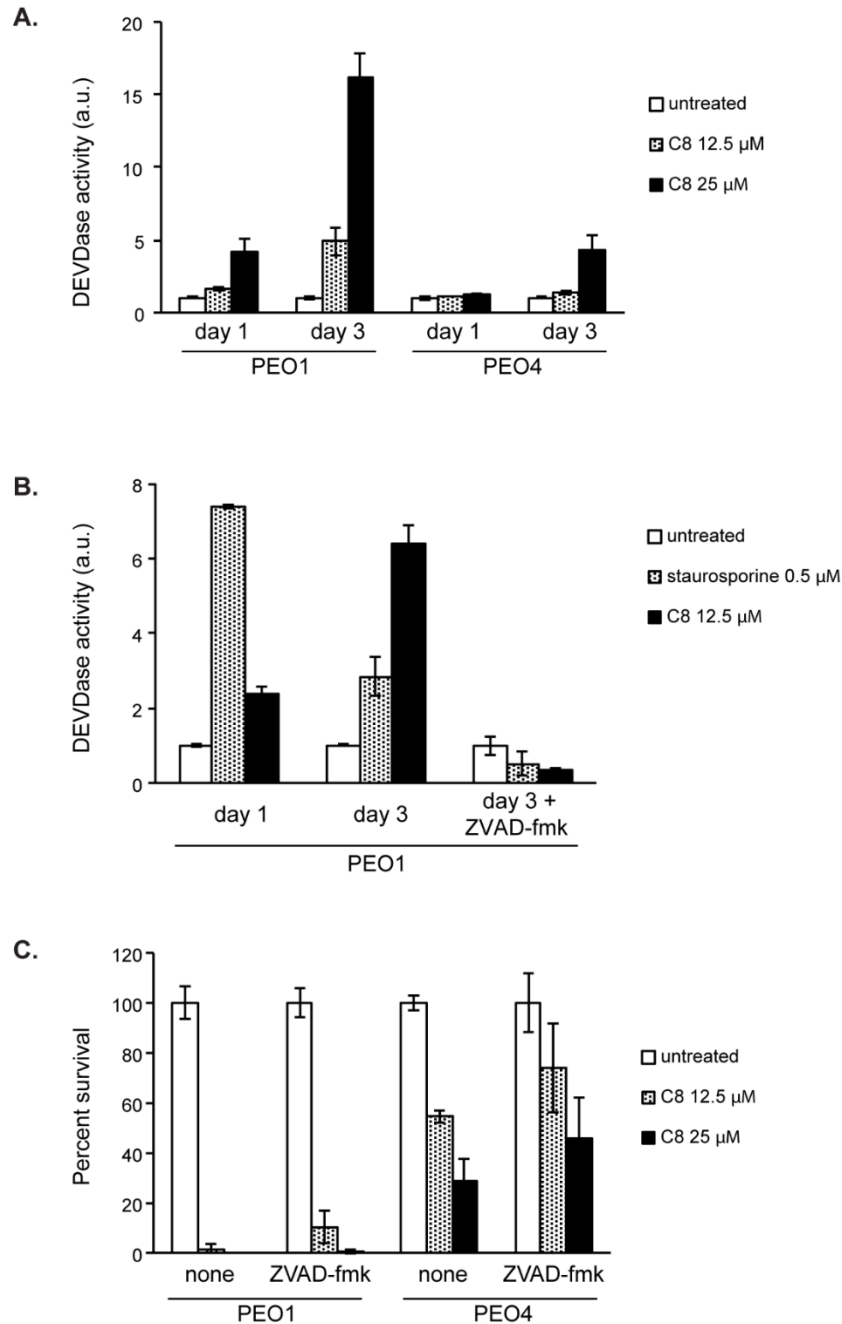 A.
20
15
10
5
0
DEVDase activity (a.u.)
untreated
C8 12.5 µM
C8 25 µM
day 1 day 3 day 1 day 3
PEO1 PEO4
B.
8
6
4
2
0
DEVDase activity (a.u.)
untreated
staurosporine 0.5 µM
C8 12.5 µM
day 1 day 3 day 3 +
ZVAD-fmk
PEO1
C.
120
100
80
60
40
20
0
Percent survival
untreated
C8 12.5 µM
C8 25 µM
none ZVAD-fmk none ZVAD-fmk
PEO1 PEO4